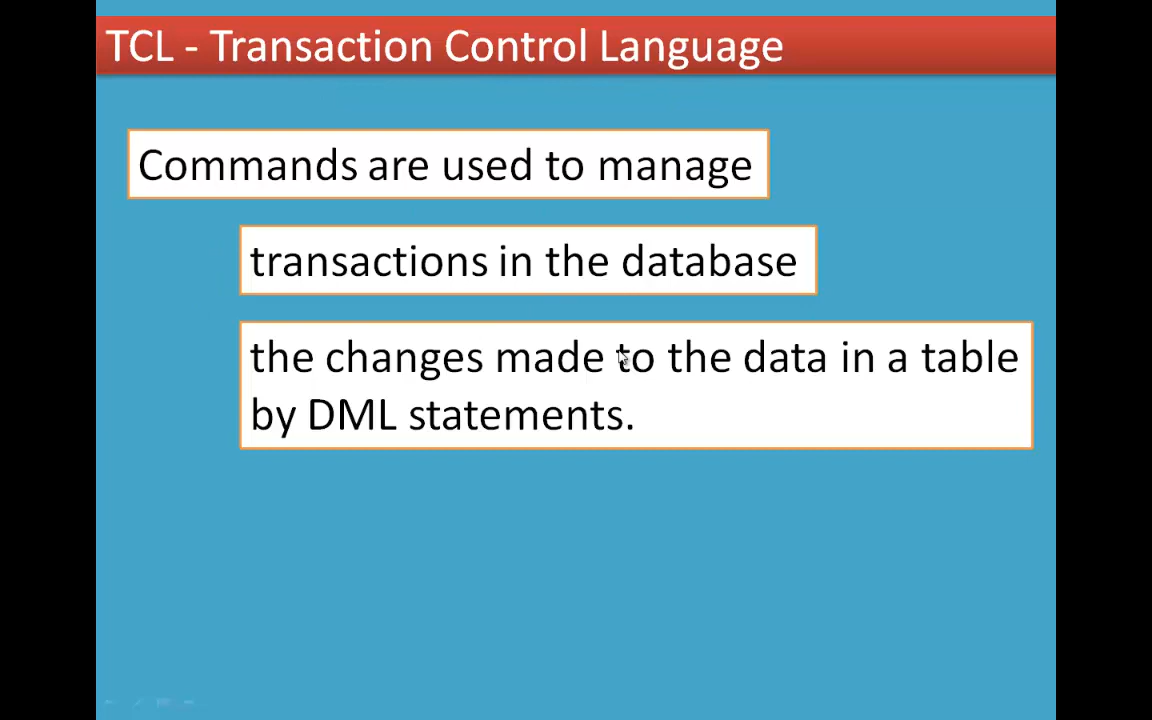 TCL - Transaction Control Language
Commands are used to manage
transactions in the database
the changes made to the data in a table
by DML statements.